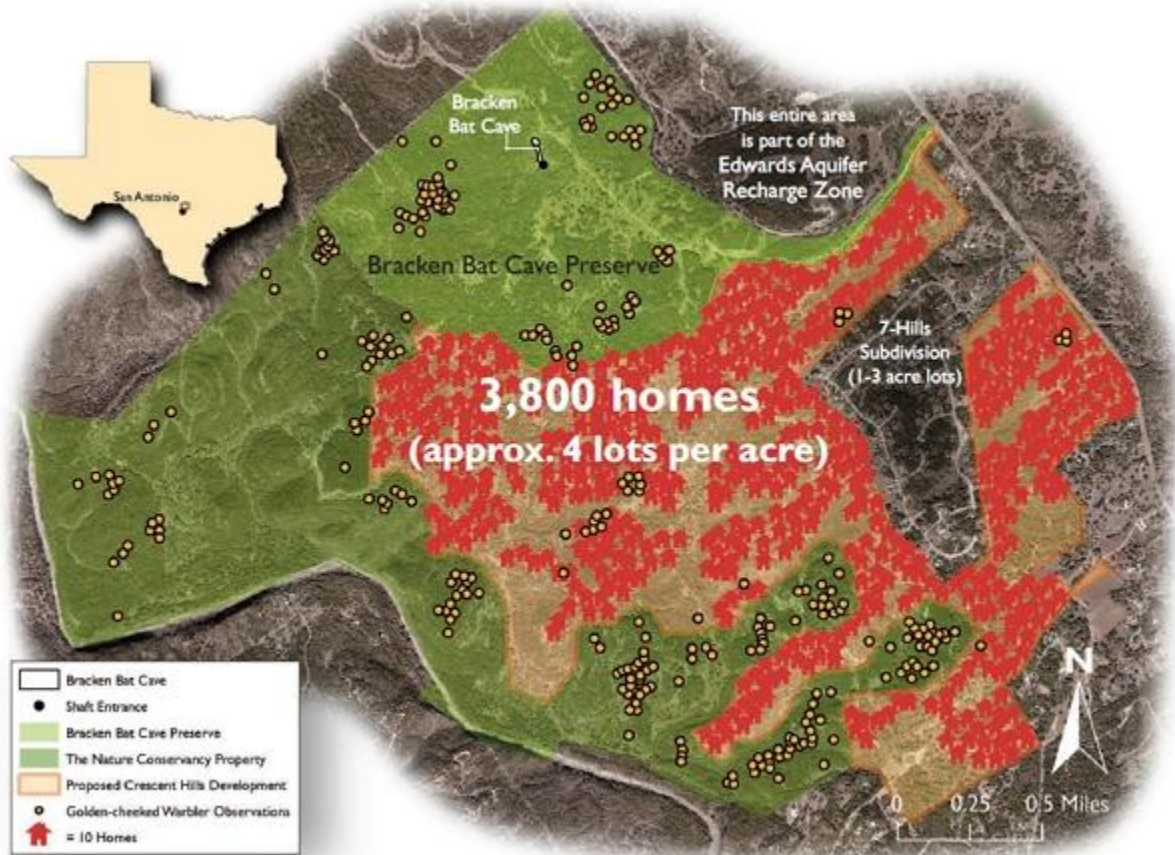 San Antonio
Bracken
Bat Cave
This entire area
is part of the
Edwards Aquifer
Recharge Zone
Bracken Bat Cave Preserve
7-Hills
Subdivision
(1-3 acre lots)
3,800 homes
(approx. 4 lots per acre)
Bracken Bat Cave
Shaft Entrance
Bracken Bat Cave Preserve
The Nature Conservancy Property
Proposed Crescent Hills Development
Golden-cheeked Warbler Observations
= 10 Homes
N
0 0.25 0.5 Miles